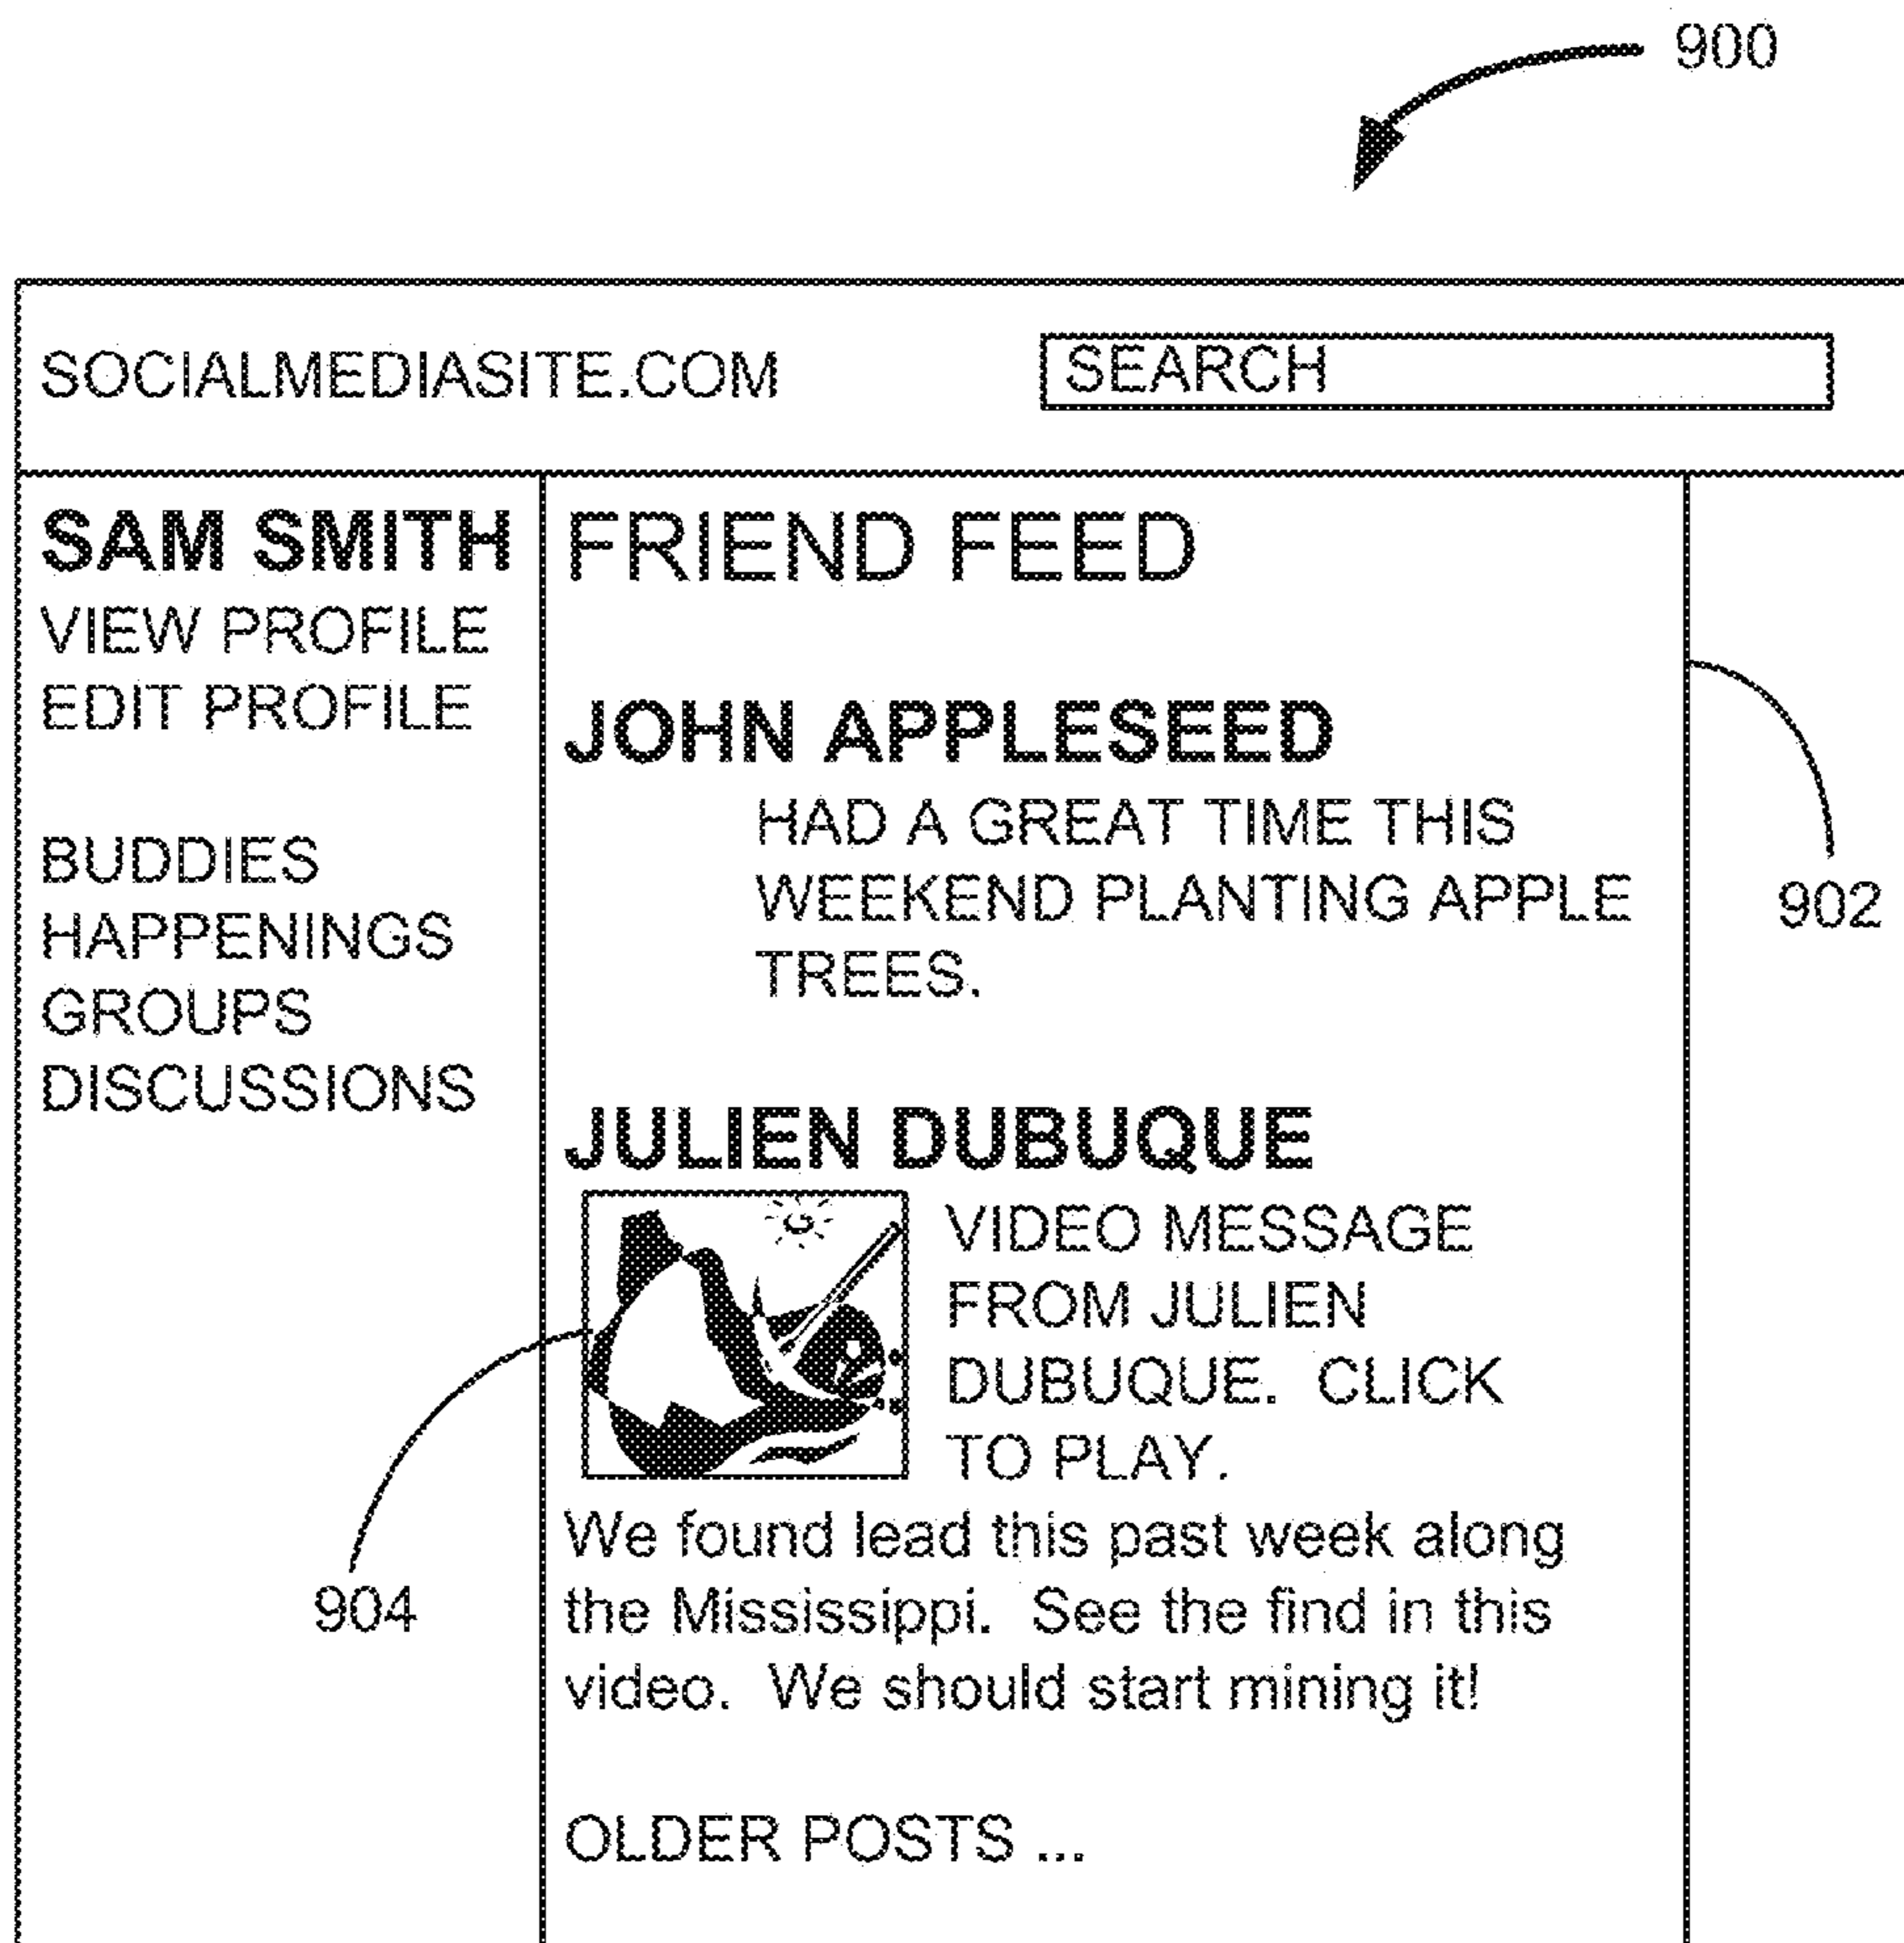 900
SOCIALMEDIASITE.COM
SEARCH
SAM SMITH
VIEW PROFILE
EDIT PROFILE
BUDDIES
HAPPENINGS
GROUPS
DISCUSSIONS
FRIEND FEED
JOHN APPLESEED
HAD A GREAT TIME THIS
WEEKEND PLANTING APPLE
TREES.
902
JULIEN DUBUQUE
VIDEO MESSAGE
FROM JULIEN
DUBUQUE. CLICK
TO PLAY.
904
We found lead this past week along
the Mississippi. See the find in this
video. We should start mining it!
OLDER POSTS ...